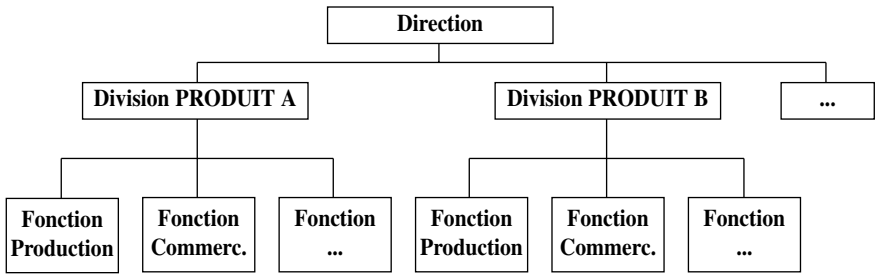 Direction
Division PRODUIT A
Division PRODUIT B
...
Fonction
Production
Fonction
Commerc.
Fonction
...
Fonction
Production
Fonction
Commerc.
Fonction
...